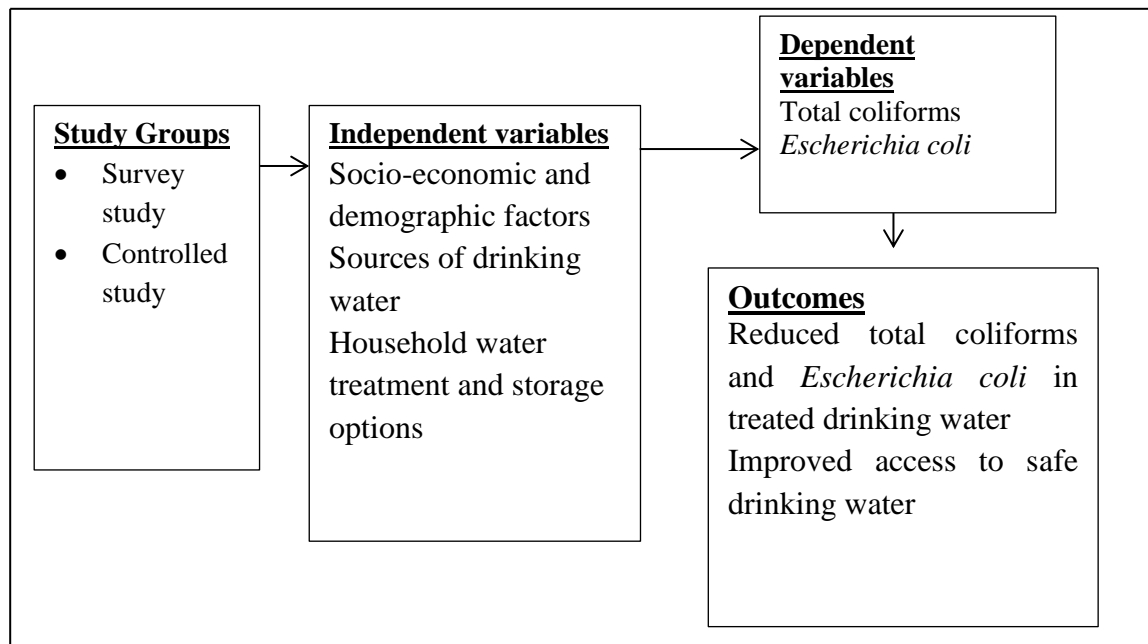 Study Groups
• Survey
study
• Controlled
study
Independent variables
Socio-economic and
demographic factors
Sources of drinking
water
Household water
treatment and storage
options
Dependent
variables
Total coliforms
Escherichia coli
Outcomes
Reduced total coliforms
and Escherichia coli in
treated drinking water
Improved access to safe
drinking water